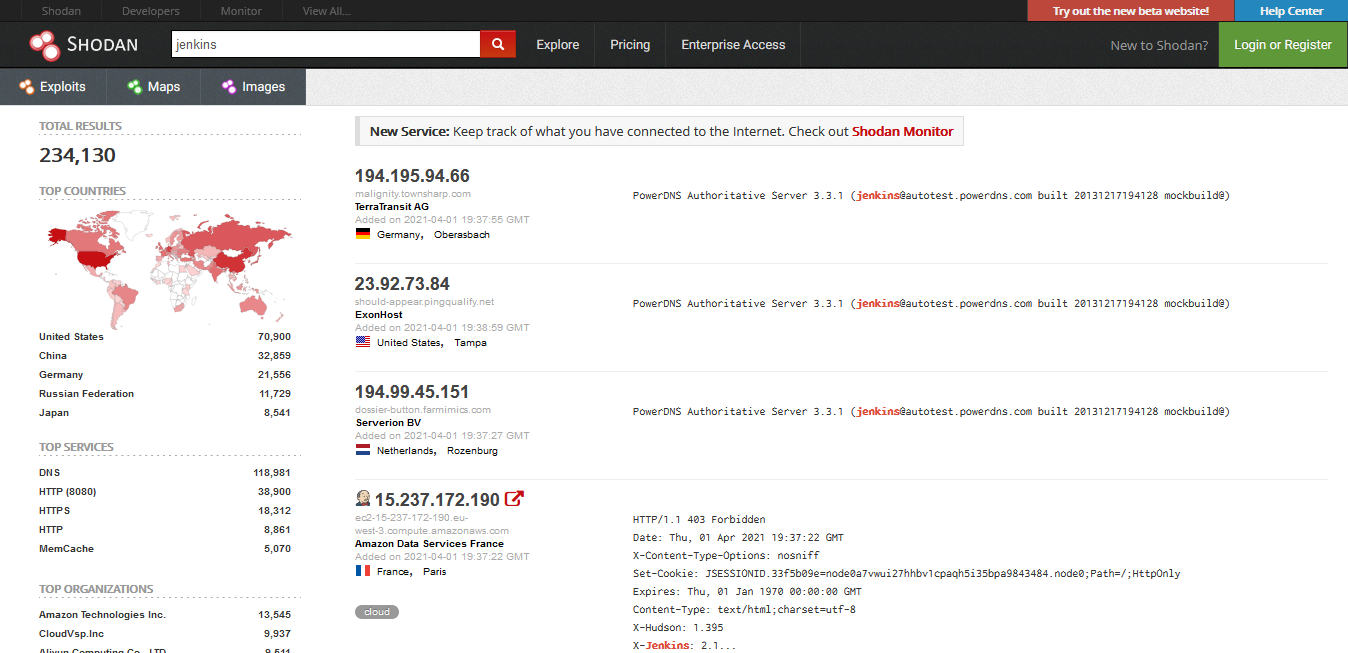 Shodan Developers Monitor View All...
Try out the new beta website! Help Center
SHODAN jenkins Explore Pricing Enterprise Access New to Shodan? Login or Register
Exploits Maps Images
TOTAL RESULTS
234,130
TOP COUNTRIES
United States 70,900
China 32,859
Germany 21,556
Russian Federation 11,729
Japan 8,541
TOP SERVICES
DNS 118,981
HTTP (8080) 38,900
HTTPS 18,312
HTTP 8,861
MemCache 5,070
TOP ORGANIZATIONS
Amazon Technologies Inc. 13,545
CloudVsp.Inc 9,937
Aliyun Computing Co., LTD 9,511
New Service: Keep track of what you have connected to the Internet. Check out Shodan Monitor
194.195.94.66
malignity.townsharp.com
TerraTransit AG
Added on 2021-04-01 19:37:55 GMT
Germany, Oberasbach
PowerDNS Authoritative Server 3.3.1 (jenkins@autotest.powerdns.com built 20131217194128 mockbuild@)
23.92.73.84
should-appear.pingqualify.net
ExonHost
Added on 2021-04-01 19:38:59 GMT
United States, Tampa
PowerDNS Authoritative Server 3.3.1 (jenkins@autotest.powerdns.com built 20131217194128 mockbuild@)
194.99.45.151
dossier-button.farmimics.com
Serverion BV
Added on 2021-04-01 19:37:27 GMT
Netherlands, Rozenburg
PowerDNS Authoritative Server 3.3.1 (jenkins@autotest.powerdns.com built 20131217194128 mockbuild@)
15.237.172.190
ec2-15-237-172-190.eu-
west-3.compute.amazonaws.com
Amazon Data Services France
Added on 2021-04-01 19:37:22 GMT
France, Paris
cloud
HTTP/1.1 403 Forbidden
Date: Thu, 01 Apr 2021 19:37:22 GMT
X-Content-Type-Options: nosniff
Set-Cookie: JSESSIONID.33f5b09e=node0a7vwui27hhbv1cpaqh5i35bpa9843484.node0;Path=/;HttpOnly
Expires: Thu, 01 Jan 1970 00:00:00 GMT
Content-Type: text/html;charset=utf-8
X-Hudson: 1.395
X-Jenkins: 2.1...